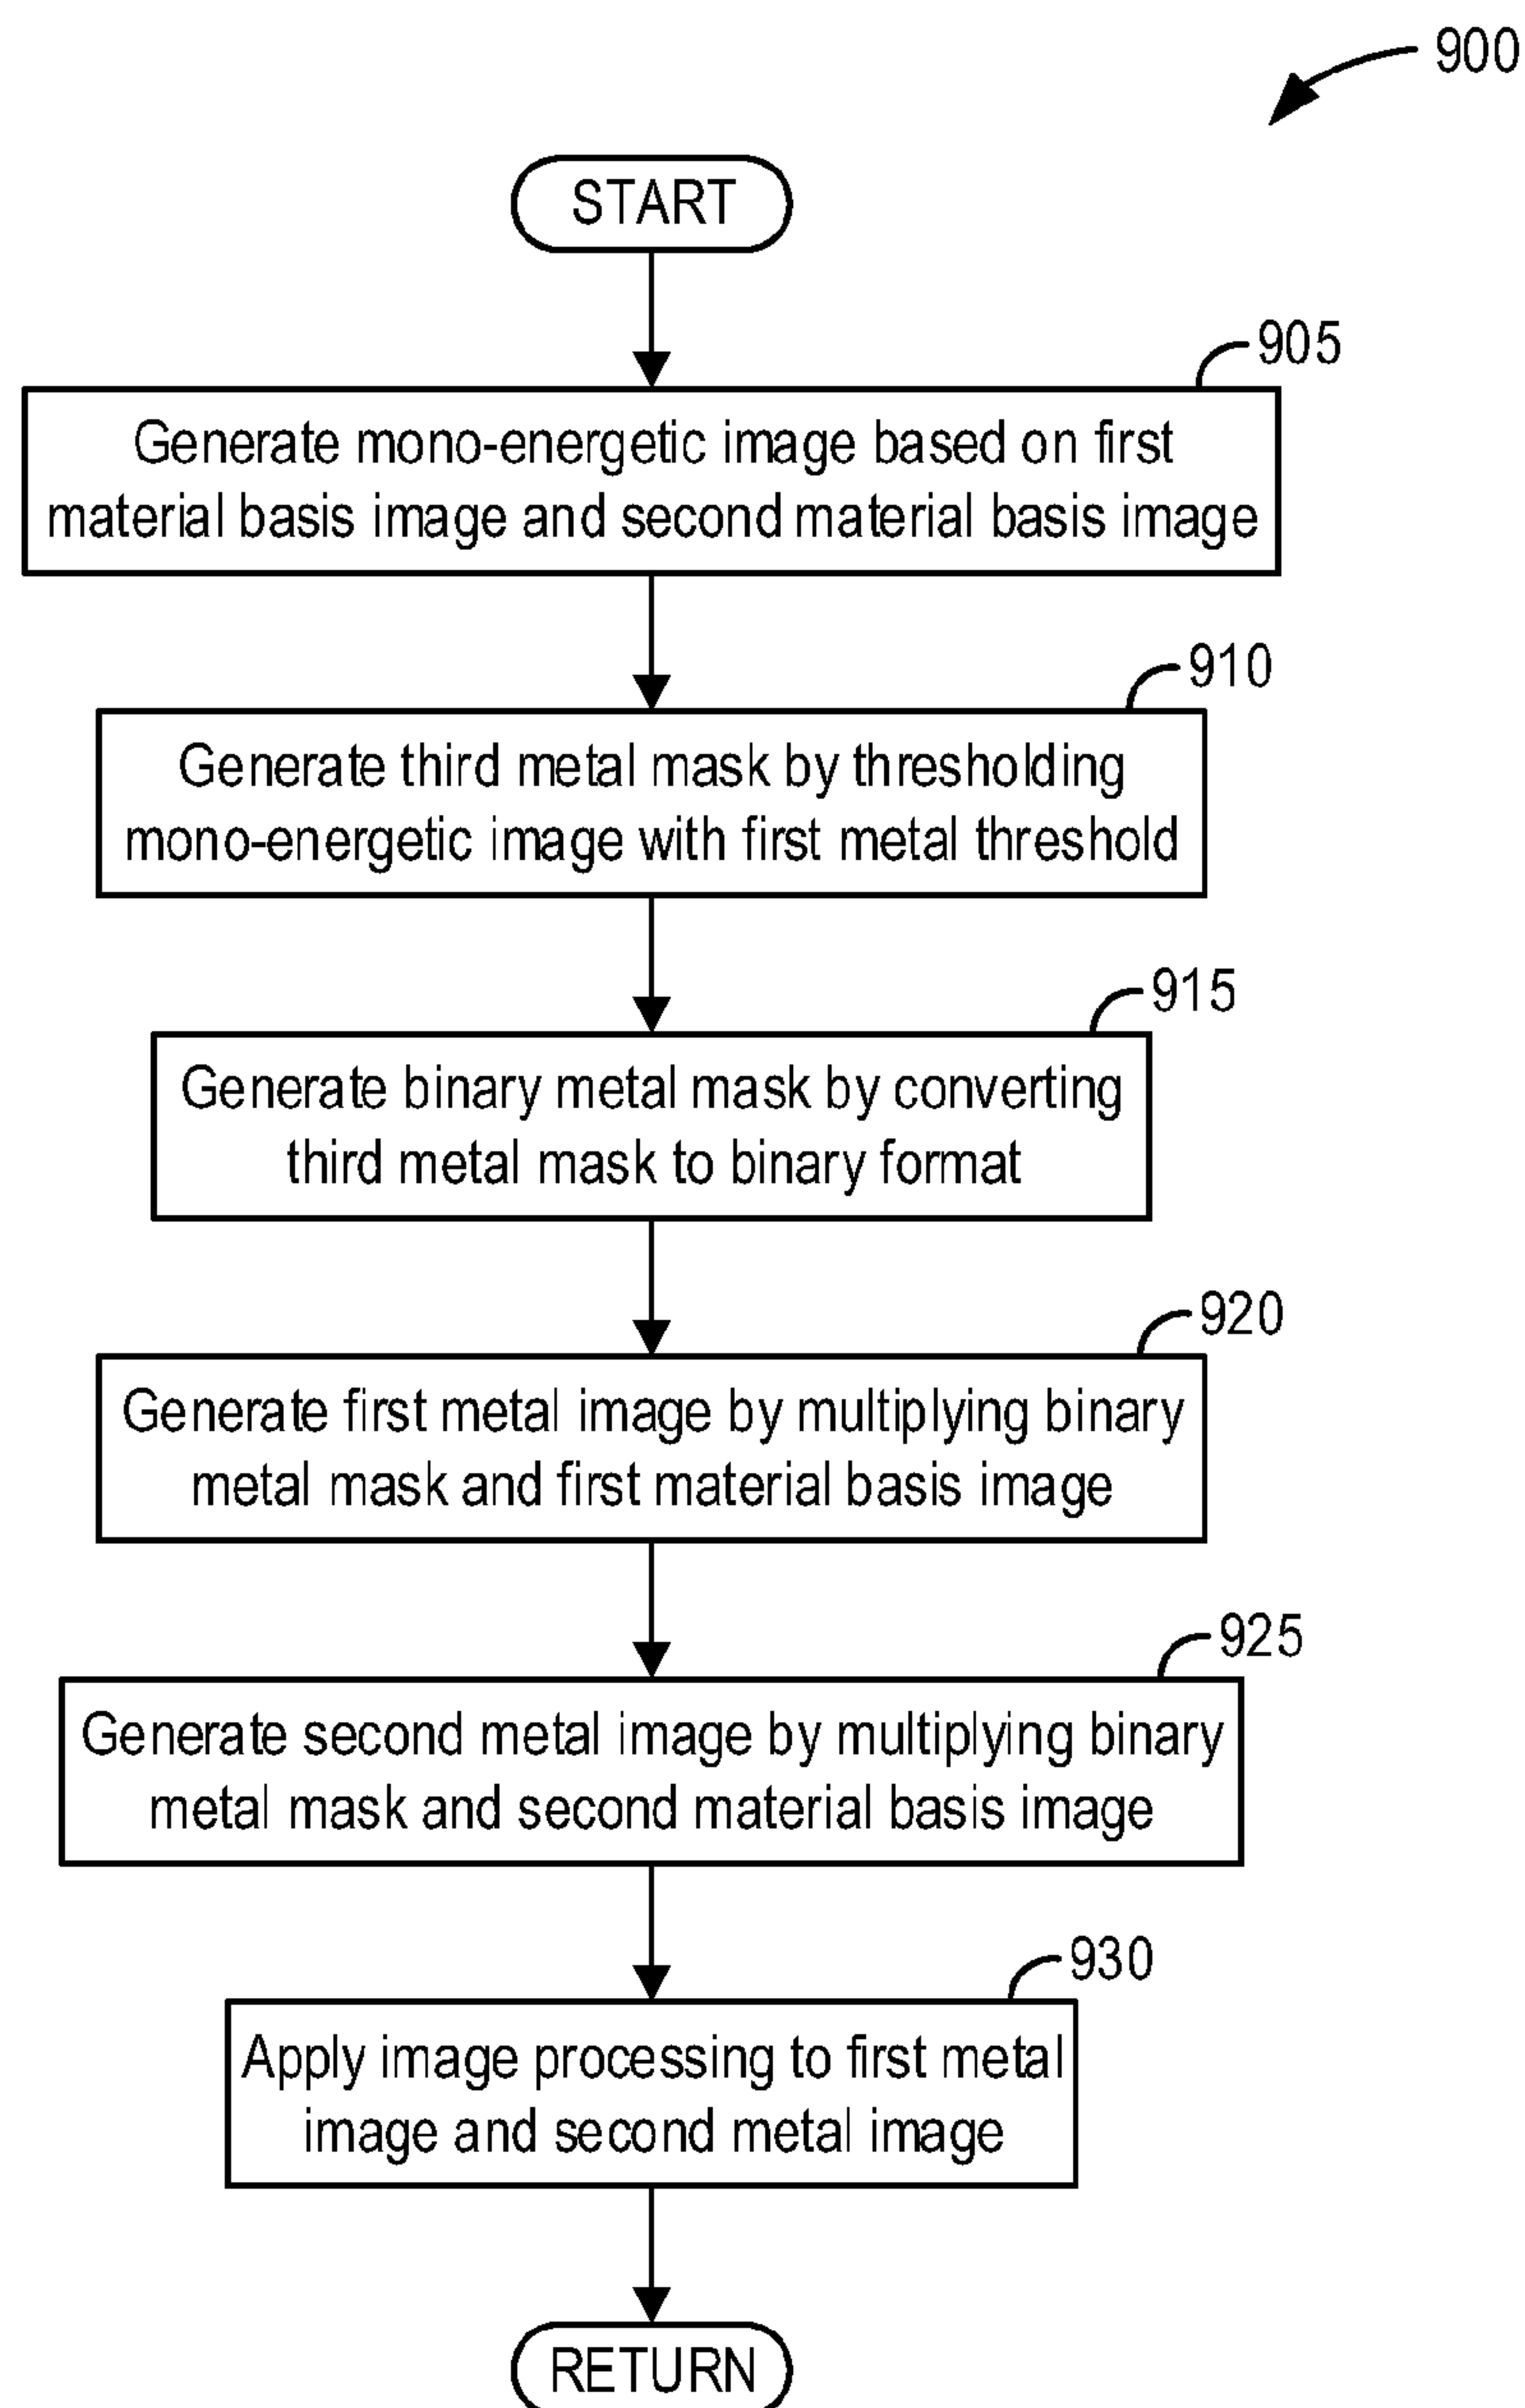 900
START
905
Generate mono-energetic image based on first
material basis image and second material basis image
910
Generate third metal mask by thresholding
mono-energetic image with first metal threshold
915
Generate binary metal mask by converting
third metal mask to binary format
920
Generate first metal image by multiplying binary
metal mask and first material basis image
925
Generate second metal image by multiplying binary
metal mask and second material basis image
930
Apply image processing to first metal
image and second metal image
RETURN